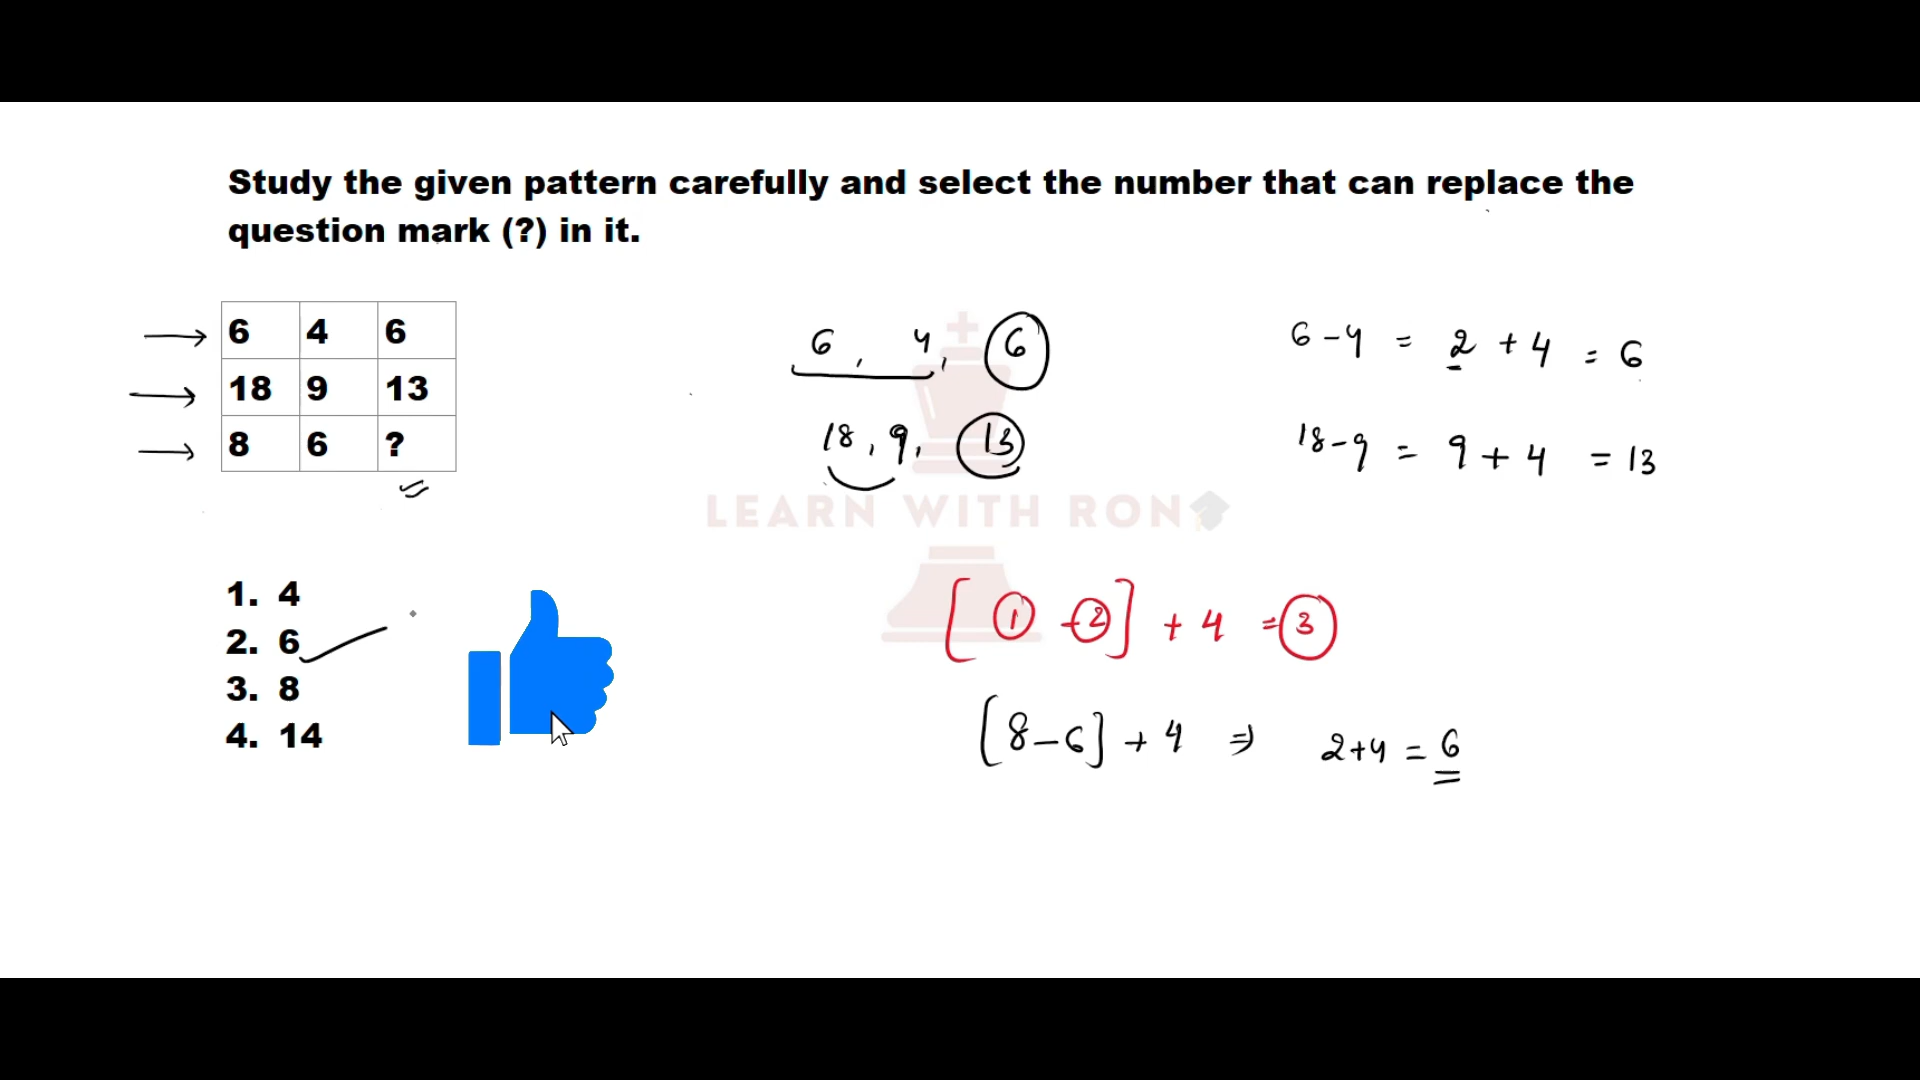 Study the given pattern carefully and select the number that can replace the
question mark (?) in it.
6 4 6
18 9 13
8 6 ?
6, 4, 6
18, 9, 13
6-4 = 2 + 4 = 6
18-9 = 9 + 4 = 13
LEARN WITH RON
[1 - 2] + 4 = 3
[8-6] + 4 ⇒ 2+4 = 6
1. 4
2. 6
3. 8
4. 14